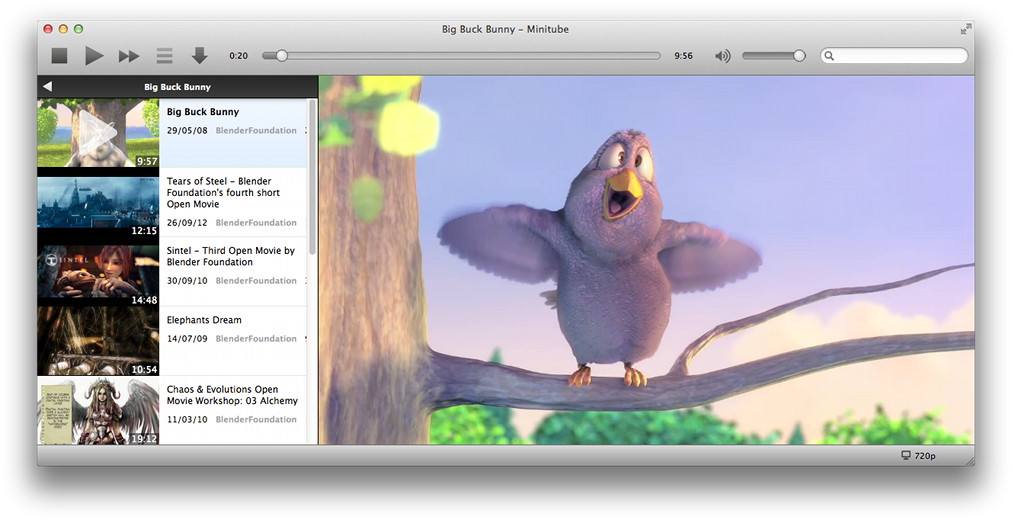 Big Buck Bunny – Minitube
0:20
9:56
Big Buck Bunny
Big Buck Bunny
29/05/08 BlenderFoundation
9:57
Tears of Steel – Blender
Foundation's fourth short
Open Movie
26/09/12 BlenderFoundation
12:15
Sintel – Third Open Movie by
Blender Foundation
30/09/10 BlenderFoundation
SINTEL
14:48
Elephants Dream
14/07/09 BlenderFoundation
10:54
Chaos & Evolutions Open
Movie Workshop: 03 Alchemy
11/03/10 BlenderFoundation
19:12
720p